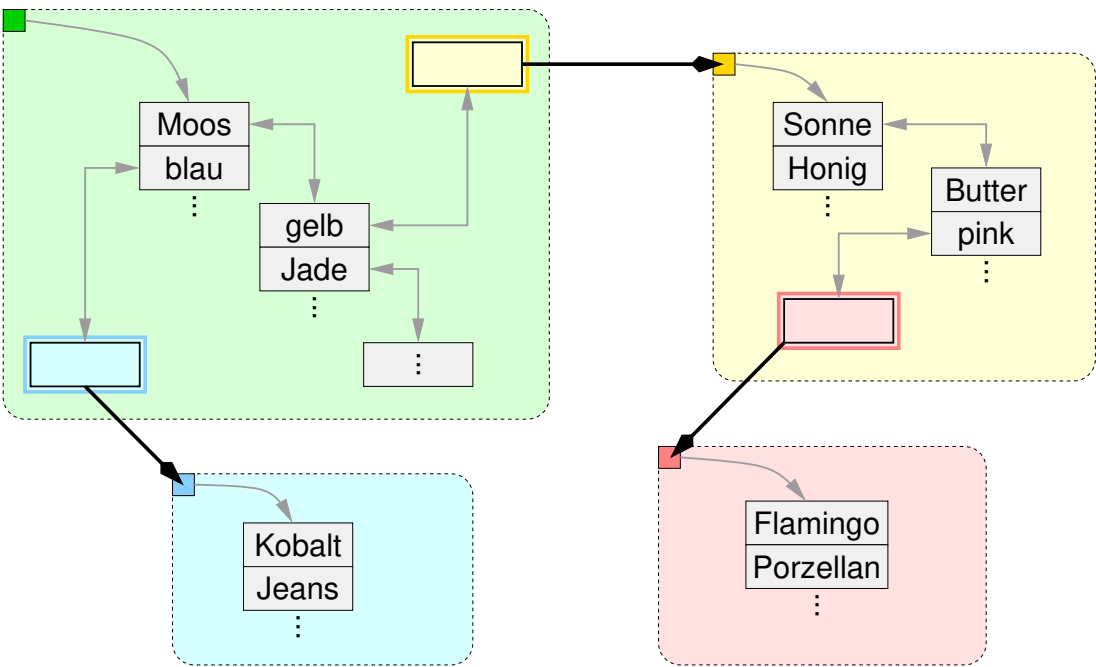 Moos
blau
⋮
gelb
Jade
⋮
⋮
Sonne
Honig
⋮
Butter
pink
⋮
Kobalt
Jeans
⋮
Flamingo
Porzellan
⋮